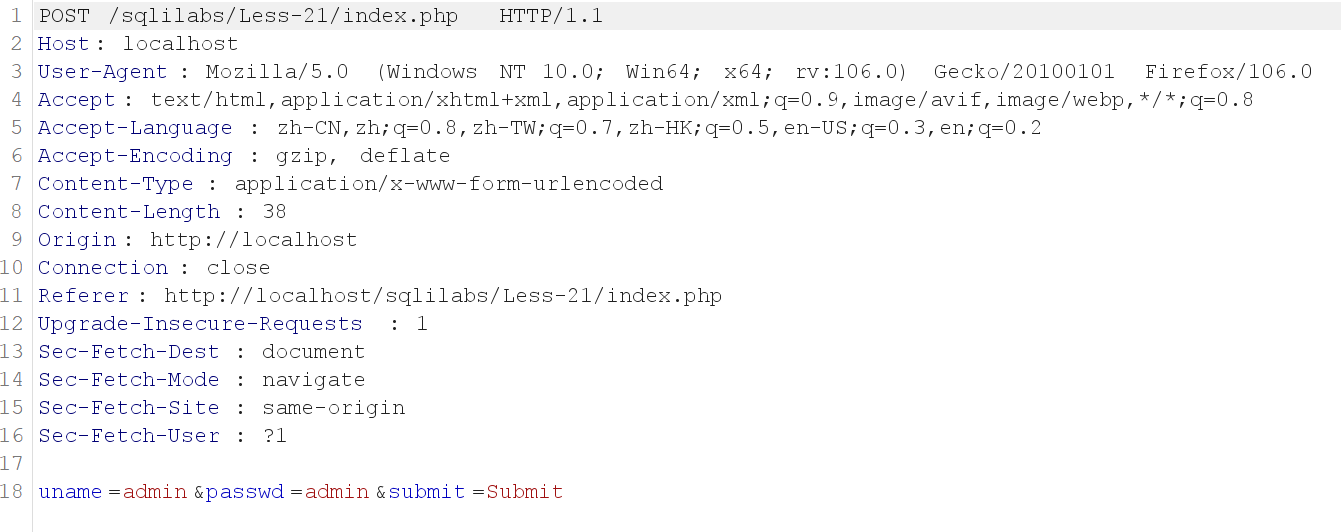 1 POST /sqlilabs/Less-21/index.php HTTP/1.1
2 Host: localhost
3 User-Agent : Mozilla/5.0 (Windows NT 10.0; Win64; x64; rv:106.0) Gecko/20100101 Firefox/106.0
4 Accept: text/html,application/xhtml+xml,application/xml;q=0.9,image/avif,image/webp,*/*;q=0.8
5 Accept-Language : zh-CN,zh;q=0.8,zh-TW;q=0.7,zh-HK;q=0.5,en-US;q=0.3,en;q=0.2
6 Accept-Encoding : gzip, deflate
7 Content-Type : application/x-www-form-urlencoded
8 Content-Length : 38
9 Origin: http://localhost
10 Connection : close
11 Referer: http://localhost/sqlilabs/Less-21/index.php
12 Upgrade-Insecure-Requests : 1
13 Sec-Fetch-Dest : document
14 Sec-Fetch-Mode : navigate
15 Sec-Fetch-Site : same-origin
16 Sec-Fetch-User : ?1
17
18 uname=admin&passwd=admin&submit=Submit